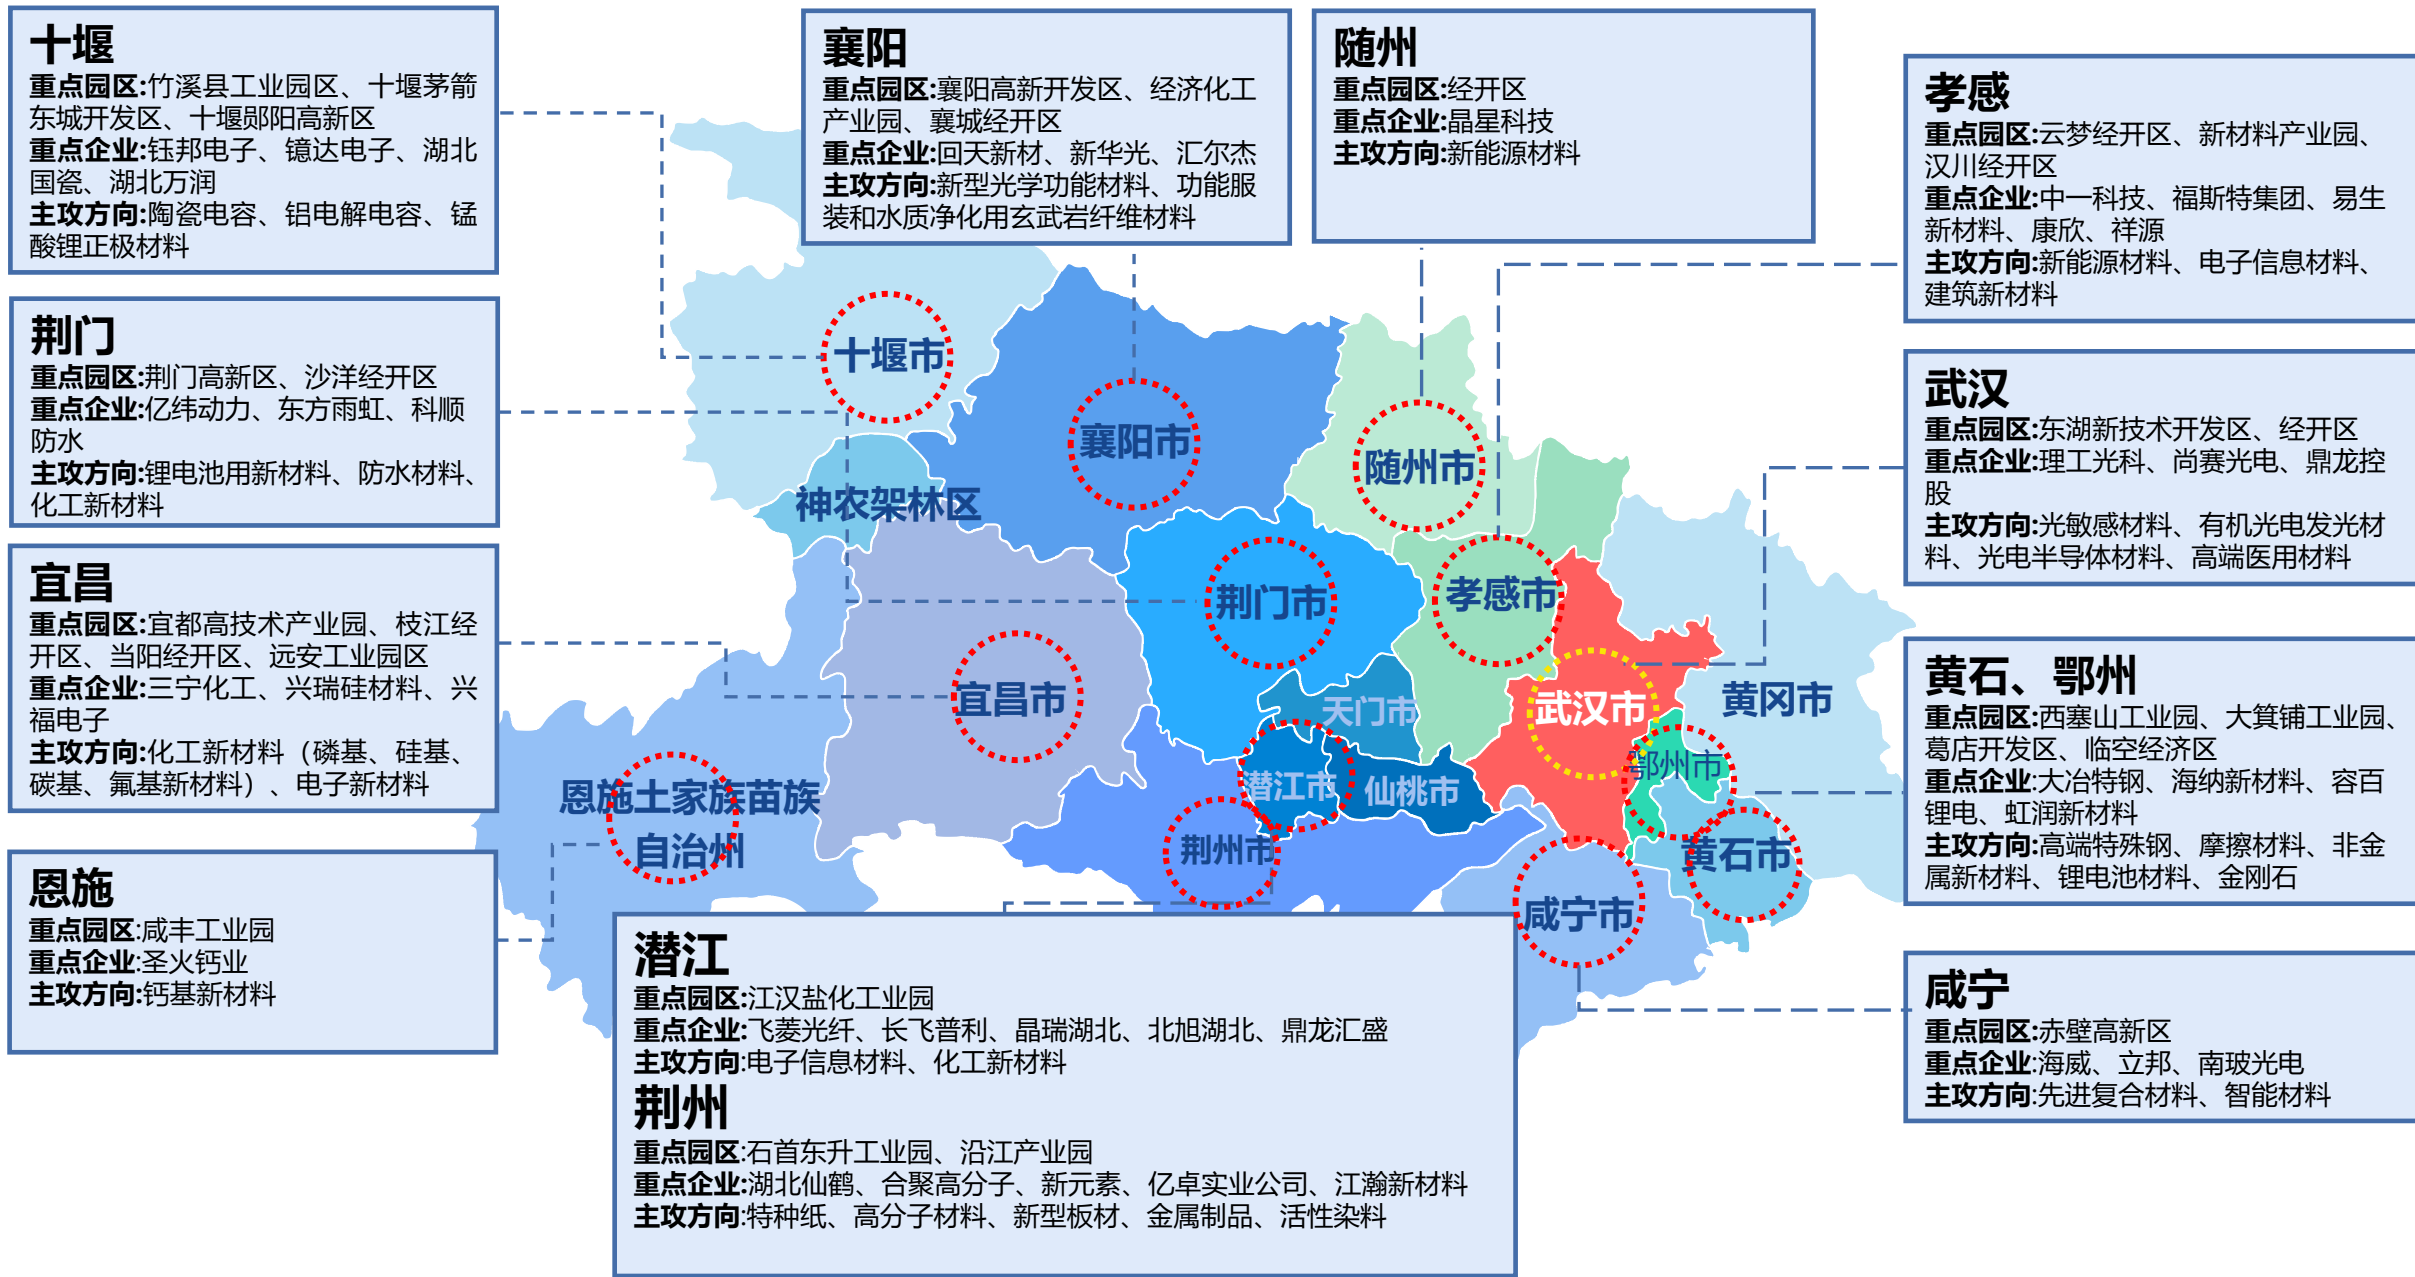 十堰
重点园区:竹溪县工业园区、十堰茅箭
东城开发区、十堰郧阳高新区
重点企业:钰邦电子、镱达电子、湖北
国瓷、湖北万润
主攻方向:陶瓷电容、铝电解电容、锰
酸锂正极材料
荆门
重点园区:荆门高新区、沙洋经开区
重点企业:亿纬动力、东方雨虹、科顺
防水
主攻方向:锂电池用新材料、防水材料、
化工新材料
宜昌
重点园区:宜都高技术产业园、枝江经
开区、当阳经开区、远安工业园区
重点企业:三宁化工、兴瑞硅材料、兴
福电子
主攻方向:化工新材料（磷基、硅基、
碳基、氟基新材料）、电子新材料
恩施
重点园区:咸丰工业园
重点企业:圣火钙业
主攻方向:钙基新材料
襄阳
重点园区:襄阳高新开发区、经济化工
产业园、襄城经开区
重点企业:回天新材、新华光、汇尔杰
主攻方向:新型光学功能材料、功能服
装和水质净化用玄武岩纤维材料
随州
重点园区:经开区
重点企业:晶星科技
主攻方向:新能源材料
孝感
重点园区:云梦经开区、新材料产业园、
汉川经开区
重点企业:中一科技、福斯特集团、易生
新材料、康欣、祥源
主攻方向:新能源材料、电子信息材料、
建筑新材料
武汉
重点园区:东湖新技术开发区、经开区
重点企业:理工光科、尚赛光电、鼎龙控
股
主攻方向:光敏感材料、有机光电发光材
料、光电半导体材料、高端医用材料
黄石、鄂州
重点园区:西塞山工业园、大箕铺工业园、
葛店开发区、临空经济区
重点企业:大冶特钢、海纳新材料、容百
锂电、虹润新材料
主攻方向:高端特殊钢、摩擦材料、非金
属新材料、锂电池材料、金刚石
咸宁
重点园区:赤壁高新区
重点企业:海威、立邦、南玻光电
主攻方向:先进复合材料、智能材料
潜江
重点园区:江汉盐化工业园
重点企业:飞菱光纤、长飞普利、晶瑞湖北、北旭湖北、鼎龙汇盛
主攻方向:电子信息材料、化工新材料
荆州
重点园区:石首东升工业园、沿江产业园
重点企业:湖北仙鹤、合聚高分子、新元素、亿卓实业公司、江瀚新材料
主攻方向:特种纸、高分子材料、新型板材、金属制品、活性染料
十堰市
襄阳市
随州市
神农架林区
荆门市
孝感市
宜昌市
天门市
武汉市
黄冈市
恩施土家族苗族
自治州
潜江市
仙桃市
鄂州市
荆州市
黄石市
咸宁市